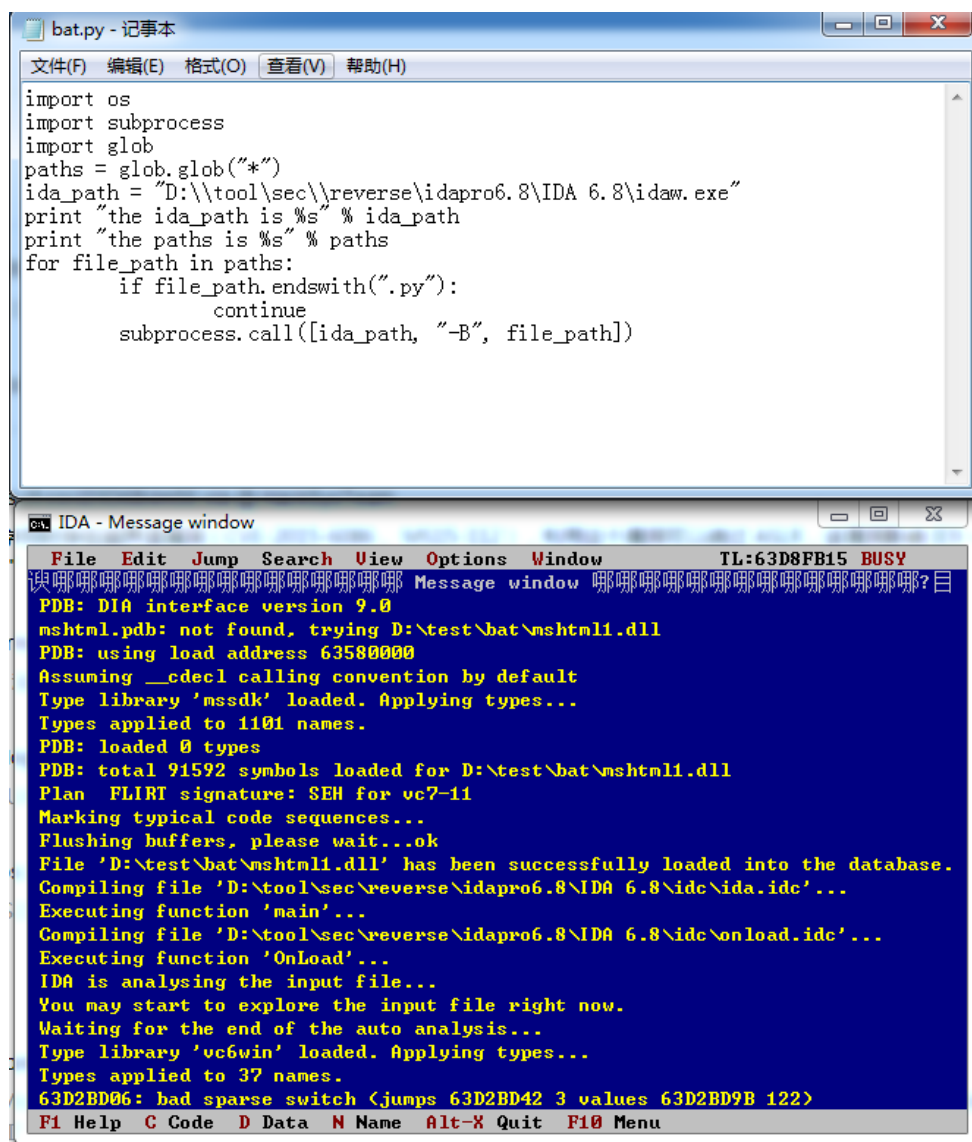 bat.py - 记事本
文件(F) 编辑(E) 格式(O) 查看(V) 帮助(H)
import os
import subprocess
import glob
paths = glob.glob("*")
ida_path = "D:\\tool\sec\\reverse\idapro6.8\IDA 6.8\idaw.exe"
print "the ida_path is %s" % ida_path
print "the paths is %s" % paths
for file_path in paths:
        if file_path.endswith(".py"):
                continue
        subprocess.call([ida_path, "-B", file_path])
IDA - Message window
File Edit Jump Search View Options Window TL:63D8FB15 BUSY
Message window
PDB: DIA interface version 9.0
mshtml.pdb: not found, trying D:\test\bat\mshtml1.dll
PDB: using load address 63580000
Assuming __cdecl calling convention by default
Type library 'mssdk' loaded. Applying types...
Types applied to 1101 names.
PDB: loaded 0 types
PDB: total 91592 symbols loaded for D:\test\bat\mshtml1.dll
Plan  FLIRT signature: SEH for vc7-11
Marking typical code sequences...
Flushing buffers, please wait...ok
File 'D:\test\bat\mshtml1.dll' has been successfully loaded into the database.
Compiling file 'D:\tool\sec\reverse\idapro6.8\IDA 6.8\idc\ida.idc'...
Executing function 'main'...
Compiling file 'D:\tool\sec\reverse\idapro6.8\IDA 6.8\idc\onload.idc'...
Executing function 'OnLoad'...
IDA is analysing the input file...
You may start to explore the input file right now.
Waiting for the end of the auto analysis...
Type library 'vc6win' loaded. Applying types...
Types applied to 37 names.
63D2BD06: bad sparse switch (jumps 63D2BD42 3 values 63D2BD9B 122)
F1 Help C Code D Data N Name Alt-X Quit F10 Menu